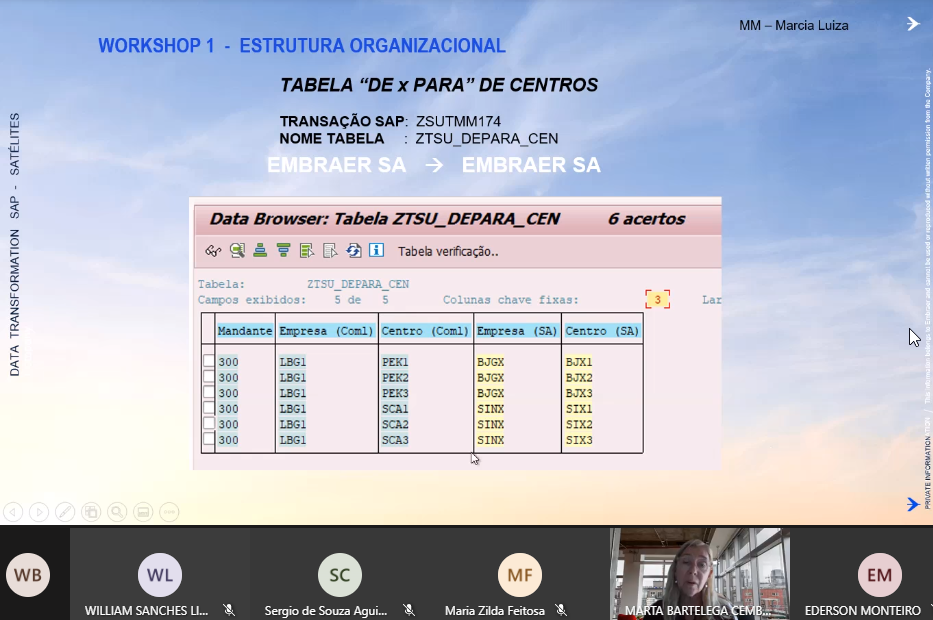 MM – Marcia Luiza
WORKSHOP 1 - ESTRUTURA ORGANIZACIONAL
TABELA “DE x PARA” DE CENTROS
TRANSAÇÃO SAP: ZSUTMM174
NOME TABELA : ZTSU_DEPARA_CEN
EMBRAER SA → EMBRAER SA
DATA TRANSFORMATION SAP - SATÉLITES
Data Browser: Tabela ZTSU_DEPARA_CEN 6 acertos
Tabela verificação..
Tabela: ZTSU_DEPARA_CEN
Campos exibidos: 5 de 5 Colunas chave fixas: 3 Lar
Mandante Empresa (Coml) Centro (Coml) Empresa (SA) Centro (SA)
300 LBG1 PEK1 BJGX BJX1
300 LBG1 PEK2 BJGX BJX2
300 LBG1 PEK3 BJGX BJX3
300 LBG1 SCA1 SINX SIX1
300 LBG1 SCA2 SINX SIX2
300 LBG1 SCA3 SINX SIX3
PRIVATE INFORMATION
WB
WL
SC
MF
EM
WILLIAM SANCHES LI...
Sergio de Souza Agui...
Maria Zilda Feitosa
MARTA BARTELEGA CEMB...
EDERSON MONTEIRO